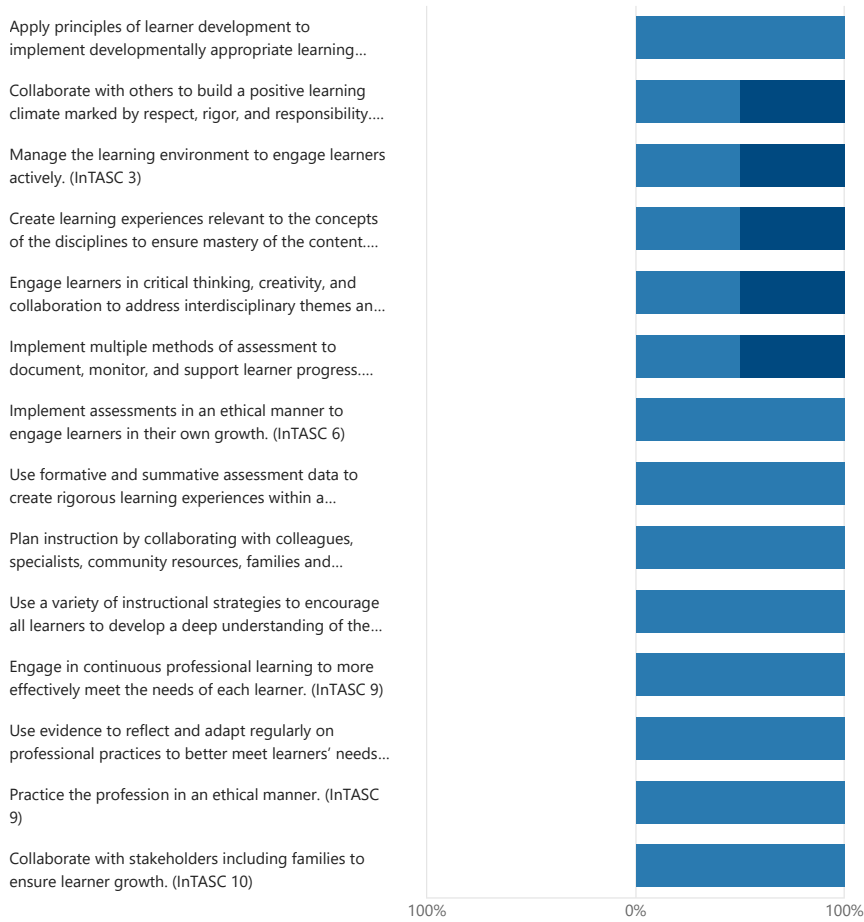 Apply principles of learner development to
implement developmentally appropriate learning...
Collaborate with others to build a positive learning
climate marked by respect, rigor, and responsibility....
Manage the learning environment to engage learners
actively. (InTASC 3)
Create learning experiences relevant to the concepts
of the disciplines to ensure mastery of the content....
Engage learners in critical thinking, creativity, and
collaboration to address interdisciplinary themes an...
Implement multiple methods of assessment to
document, monitor, and support learner progress....
Implement assessments in an ethical manner to
engage learners in their own growth. (InTASC 6)
Use formative and summative assessment data to
create rigorous learning experiences within a...
Plan instruction by collaborating with colleagues,
specialists, community resources, families and...
Use a variety of instructional strategies to encourage
all learners to develop a deep understanding of the...
Engage in continuous professional learning to more
effectively meet the needs of each learner. (InTASC 9)
Use evidence to reflect and adapt regularly on
professional practices to better meet learners’ needs...
Practice the profession in an ethical manner. (InTASC
9)
Collaborate with stakeholders including families to
ensure learner growth. (InTASC 10)
100% 0% 100%